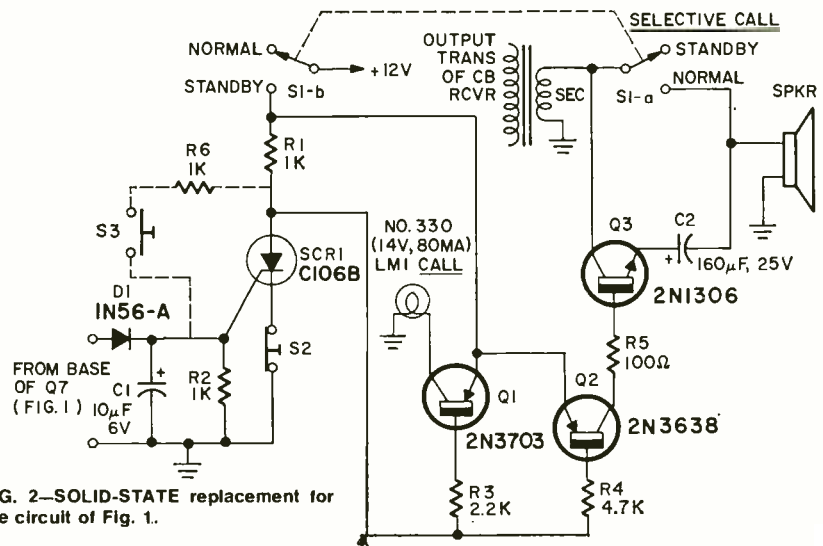 SELECTIVE CALL
NORMAL
+12V
STANDBY
S1-b
OUTPUT
TRANS
OF CB
RCVR
SEC
STANDBY
S1-a
NORMAL
SPKR
R1
1K
R6
1K
S3
SCR1
C106B
NO. 330
(14V, 80MA)
LM1 CALL
Q3
C2
+
160µF, 25V
2N1306
D1
1N56-A
S2
FROM BASE
OF Q7
(FIG. 1)
+
C1
10µF
6V
R2
1K
R5
100Ω
Q1
2N3703
Q2
2N3638
R3
2.2K
R4
4.7K
G. 2—SOLID-STATE replacement for
e circuit of Fig. 1.